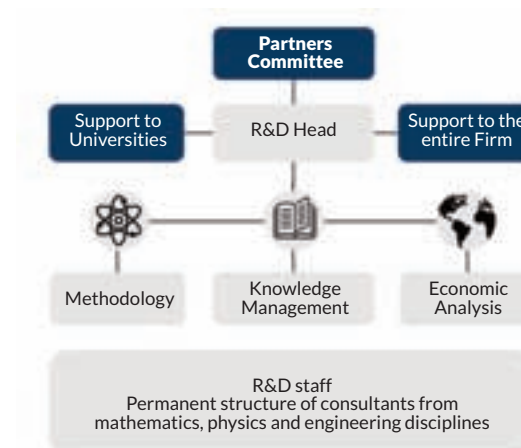 Partners
Committee
Support to
Universities
R&D Head
Support to the
entire Firm
Methodology
Knowledge
Management
Economic
Analysis
R&D staff
Permanent structure of consultants from
mathematics, physics and engineering disciplines